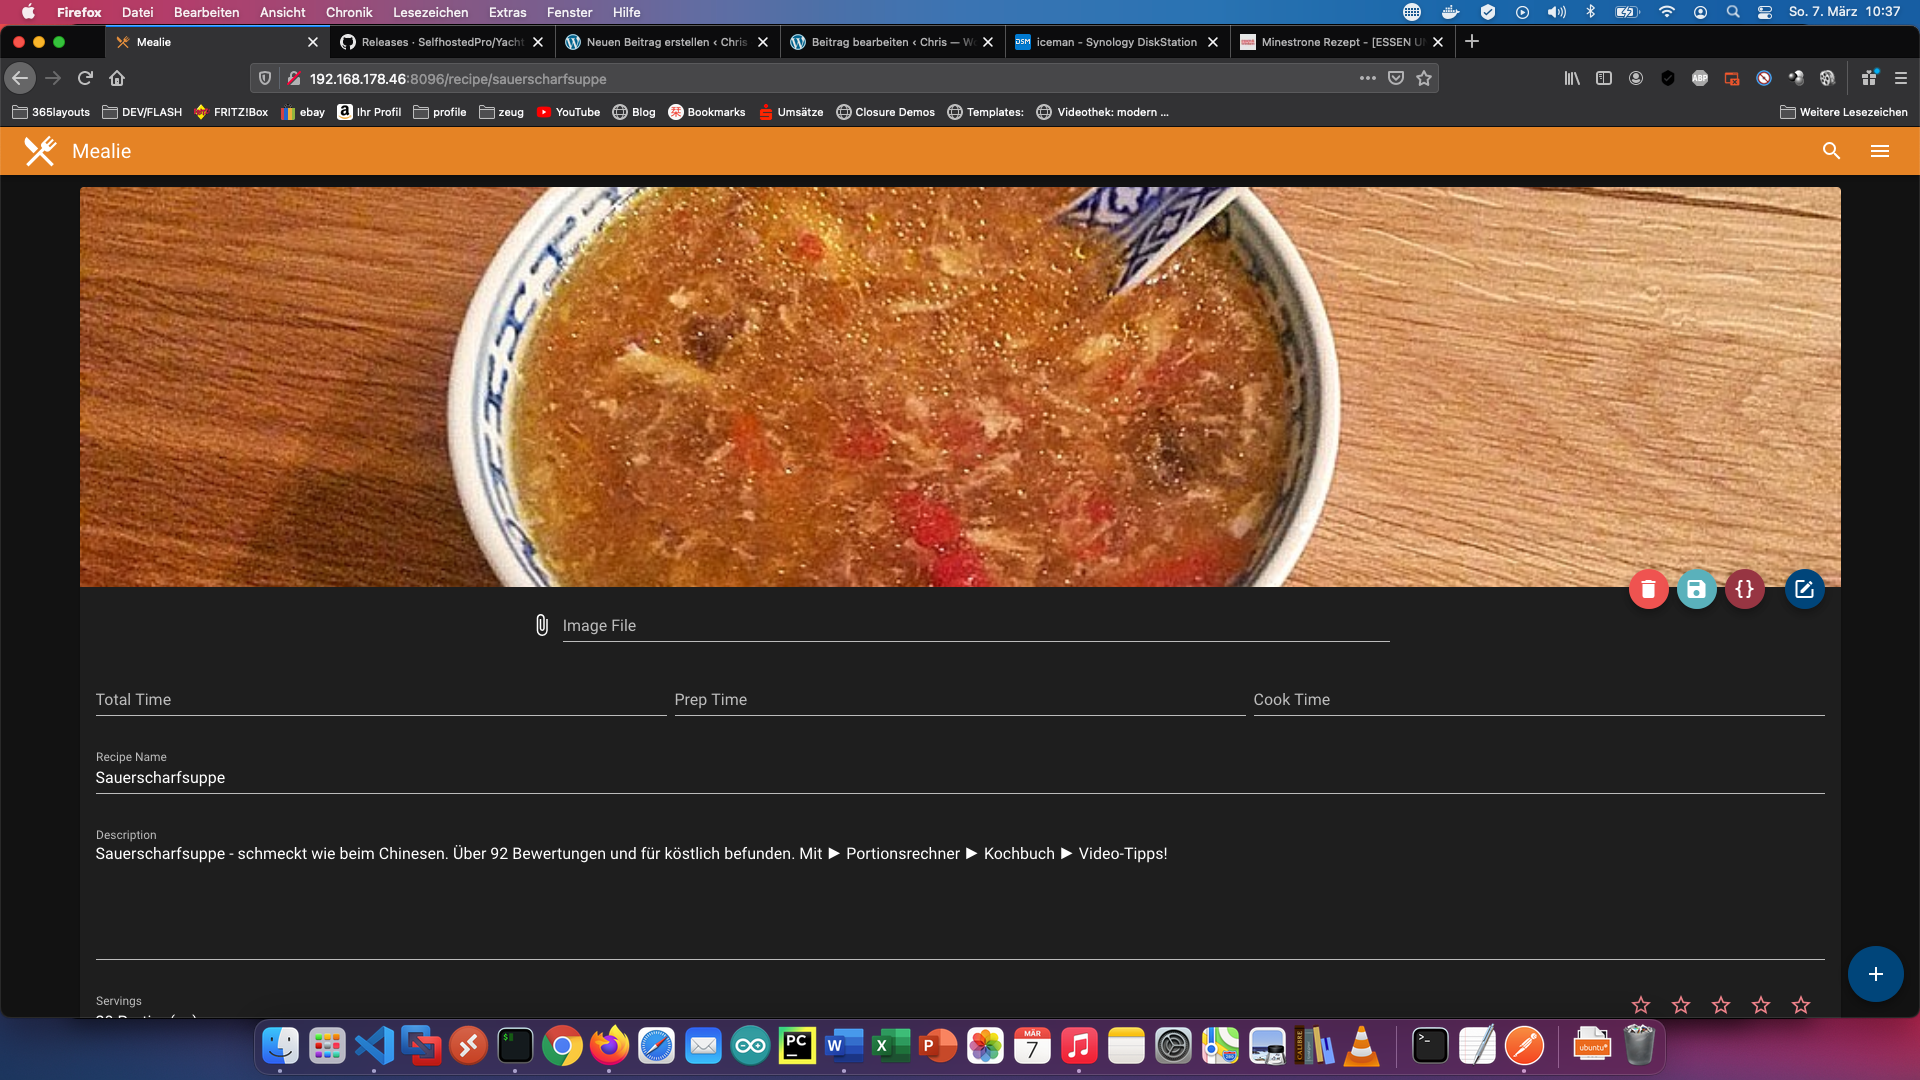 Firefox Datei Bearbeiten Ansicht Chronik Lesezeichen Extras Fenster Hilfe So. 7. März 10:37
Mealie Releases · SelfhostedPro/Yacht Neuen Beitrag erstellen ‹ Chris Beitrag bearbeiten ‹ Chris — W iceman - Synology DiskStation Minestrone Rezept - [ESSEN U
192.168.178.46:8096/recipe/sauerscharfsuppe
365layouts DEV/FLASH FRITZ!Box ebay Ihr Profil profile zeug YouTube Blog Bookmarks Umsätze Closure Demos Templates: Videothek: modern ... Weitere Lesezeichen
Mealie
Image File
Total Time Prep Time Cook Time
Recipe Name
Sauerscharfsuppe
Description
Sauerscharfsuppe - schmeckt wie beim Chinesen. Über 92 Bewertungen und für köstlich befunden. Mit ► Portionsrechner ► Kochbuch ► Video-Tipps!
Servings